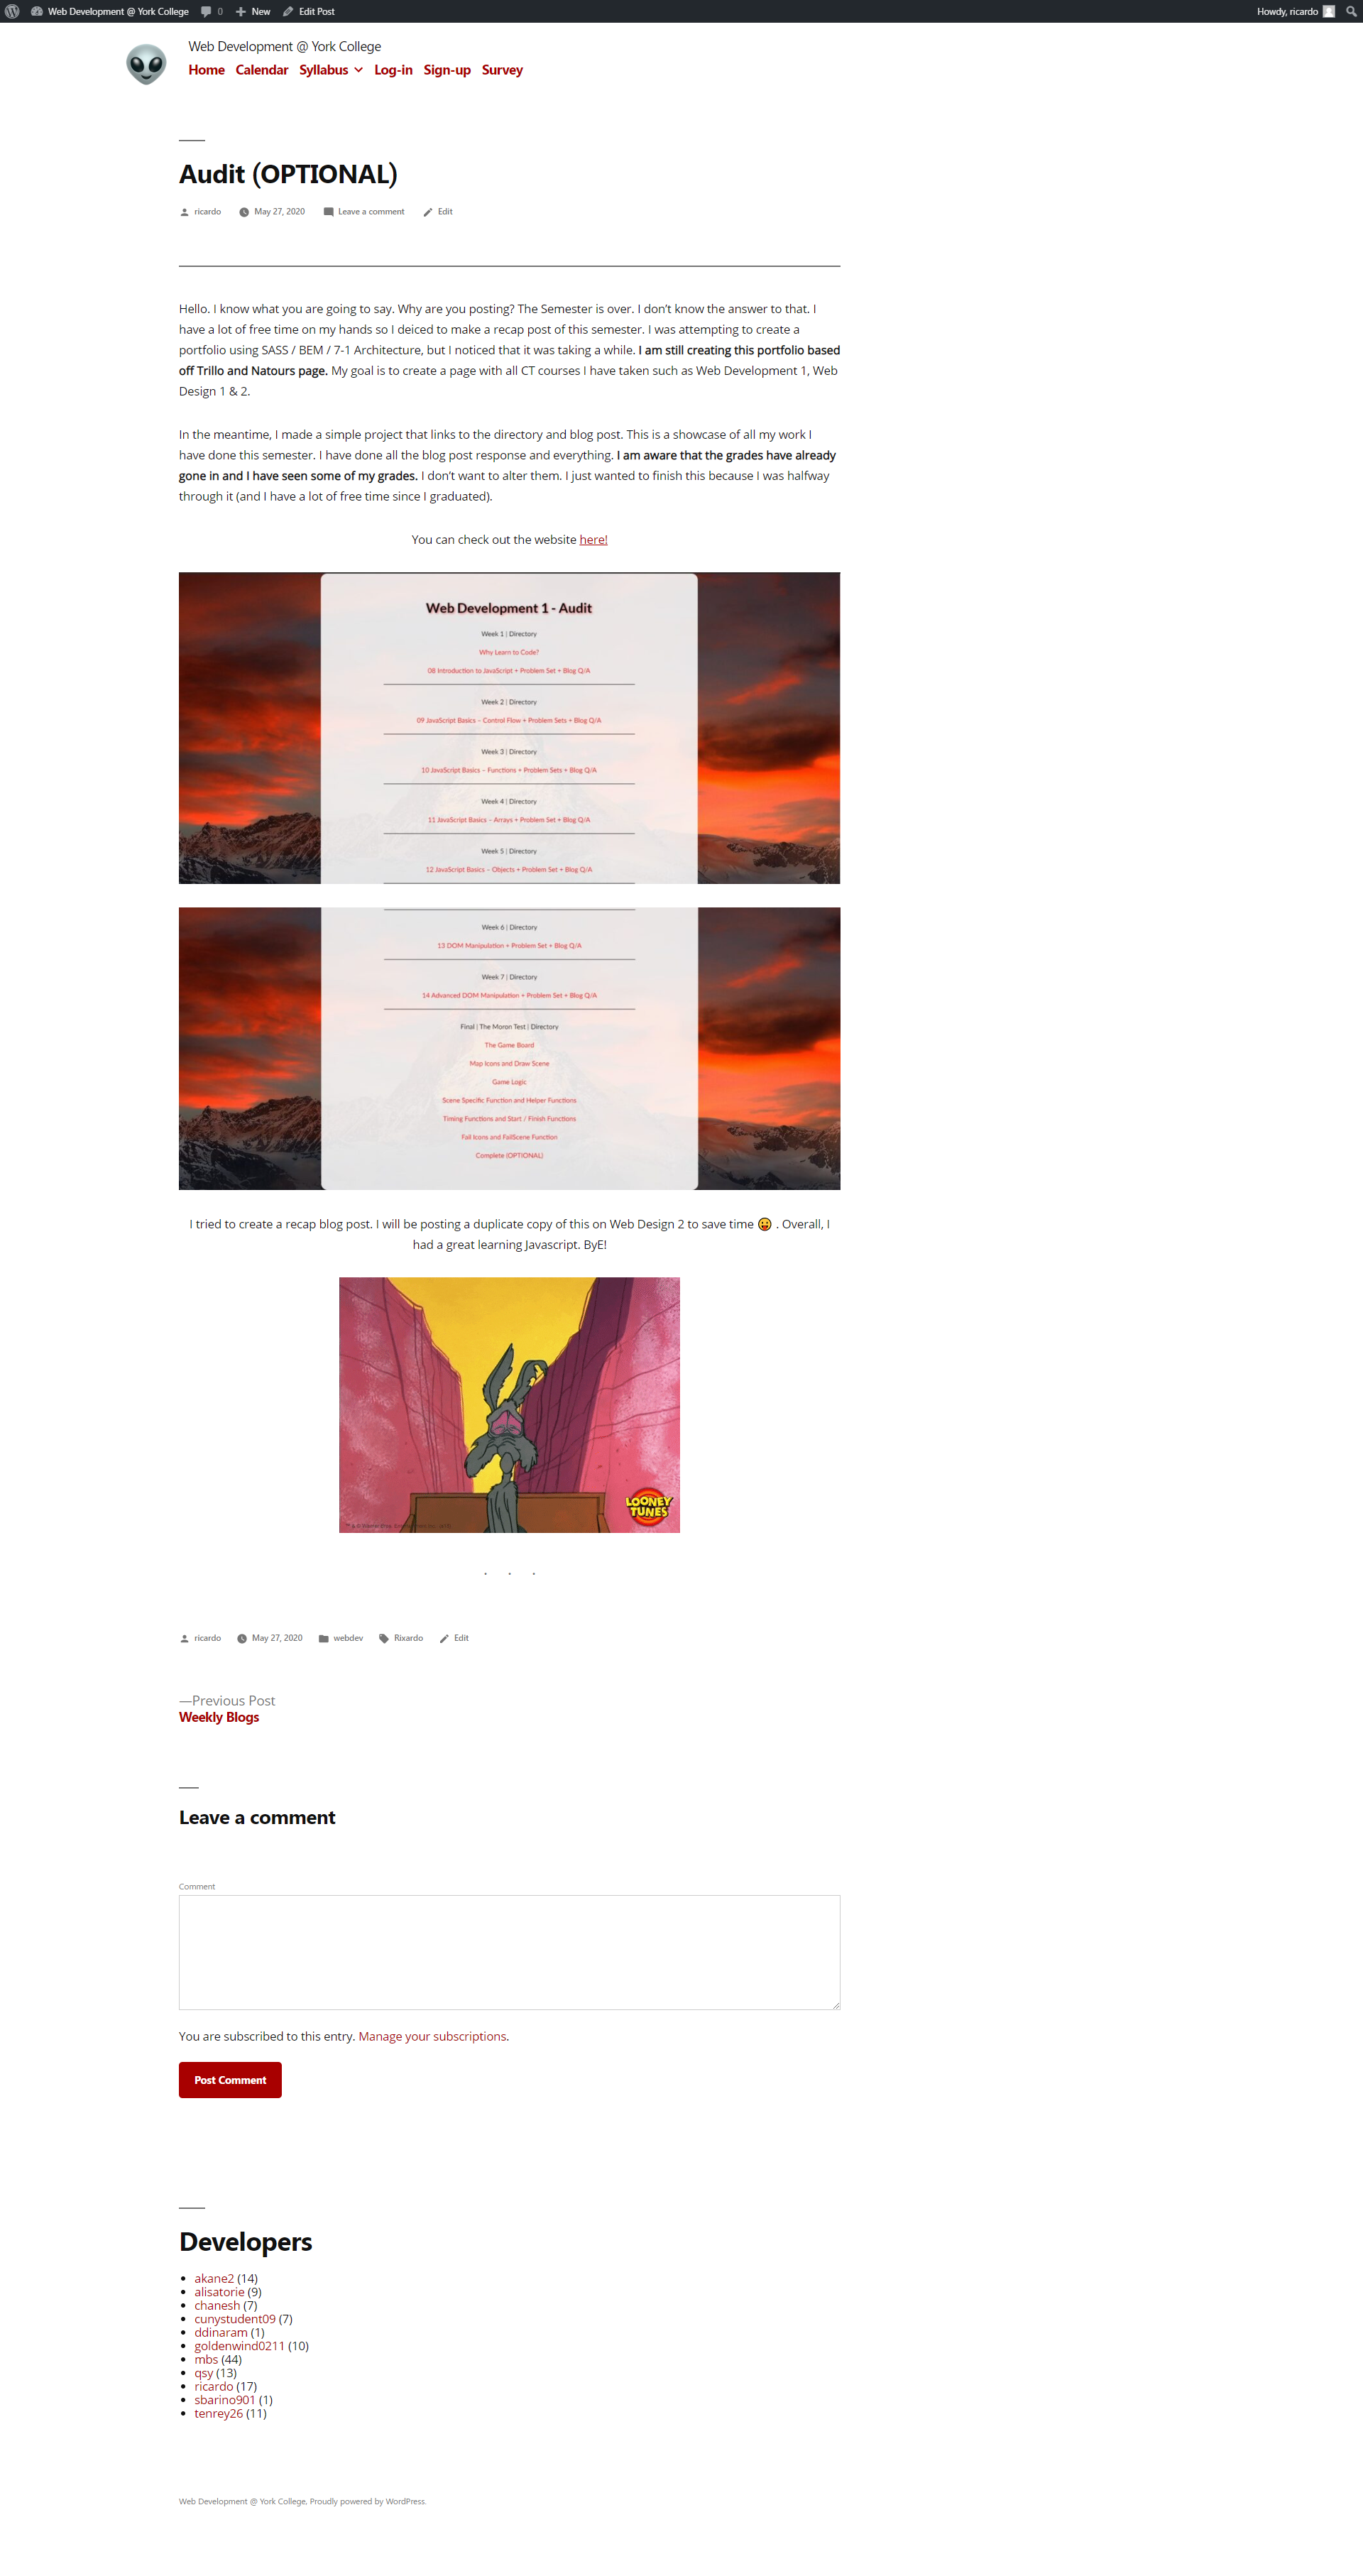 Web Development @ York College 0 New Edit Post Howdy, ricardo
Web Development @ York College
Home Calendar Syllabus Log-in Sign-up Survey
Audit (OPTIONAL)
ricardo May 27, 2020 Leave a comment Edit
Hello. I know what you are going to say. Why are you posting? The Semester is over. I don't know the answer to that. I
have a lot of free time on my hands so I deiced to make a recap post of this semester. I was attempting to create a
portfolio using SASS / BEM / 7-1 Architecture, but I noticed that it was taking a while. I am still creating this portfolio based
off Trillo and Natours page. My goal is to create a page with all CT courses I have taken such as Web Development 1, Web
Design 1 & 2.
In the meantime, I made a simple project that links to the directory and blog post. This is a showcase of all my work I
have done this semester. I have done all the blog post response and everything. I am aware that the grades have already
gone in and I have seen some of my grades. I don't want to alter them. I just wanted to finish this because I was halfway
through it (and I have a lot of free time since I graduated).
You can check out the website here!
Web Development 1 - Audit
Week 1 | Directory
Why Learn to Code?
08 Introduction to JavaScript + Problem Set + Blog Q/A
Week 2 | Directory
09 JavaScript Basics – Control Flow + Problem Sets + Blog Q/A
Week 3 | Directory
10 JavaScript Basics – Functions + Problem Sets + Blog Q/A
Week 4 | Directory
11 JavaScript Basics – Arrays + Problem Set + Blog Q/A
Week 5 | Directory
12 JavaScript Basics – Objects + Problem Set + Blog Q/A
Week 6 | Directory
13 DOM Manipulation + Problem Set + Blog Q/A
Week 7 | Directory
14 Advanced DOM Manipulation + Problem Set + Blog Q/A
Final | The Moron Test | Directory
The Game Board
Map Icons and Draw Scene
Game Logic
Scene Specific Function and Helper Functions
Timing Functions and Start / Finish Functions
Fail Icons and FailScene Function
Complete (OPTIONAL)
I tried to create a recap blog post. I will be posting a duplicate copy of this on Web Design 2 to save time 😛 . Overall, I
had a great learning Javascript. ByE!
LOONEY
TUNES
. . .
ricardo May 27, 2020 webdev Rixardo Edit
—Previous Post
Weekly Blogs
Leave a comment
Comment
You are subscribed to this entry. Manage your subscriptions.
Post Comment
Developers
akane2 (14)
alisatorie (9)
chanesh (7)
cunystudent09 (7)
ddinaram (1)
goldenwind0211 (10)
mbs (44)
qsy (13)
ricardo (17)
sbarino901 (1)
tenrey26 (11)
Web Development @ York College, Proudly powered by WordPress.